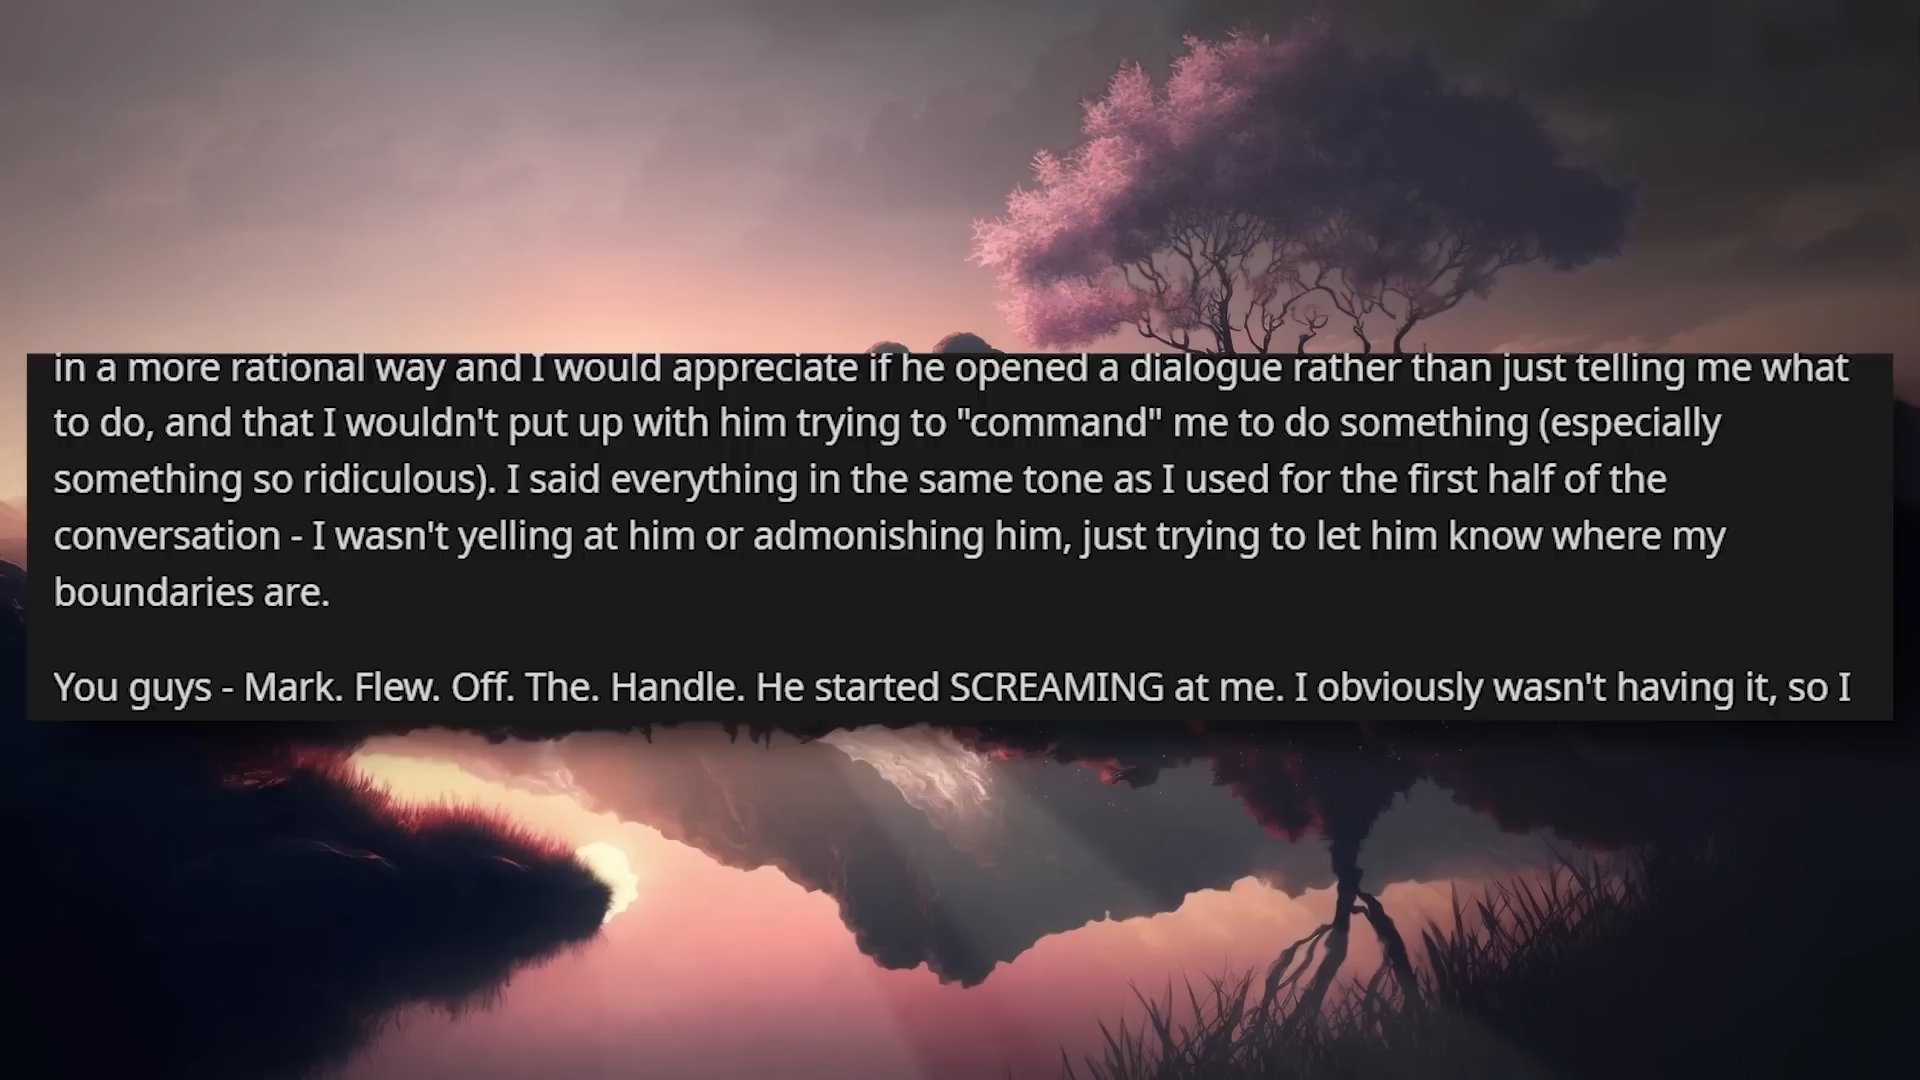 in a more rational way and I would appreciate if he opened a dialogue rather than just telling me what
to do, and that I wouldn't put up with him trying to "command" me to do something (especially
something so ridiculous). I said everything in the same tone as I used for the first half of the
conversation - I wasn't yelling at him or admonishing him, just trying to let him know where my
boundaries are.
You guys - Mark. Flew. Off. The. Handle. He started SCREAMING at me. I obviously wasn't having it, so I